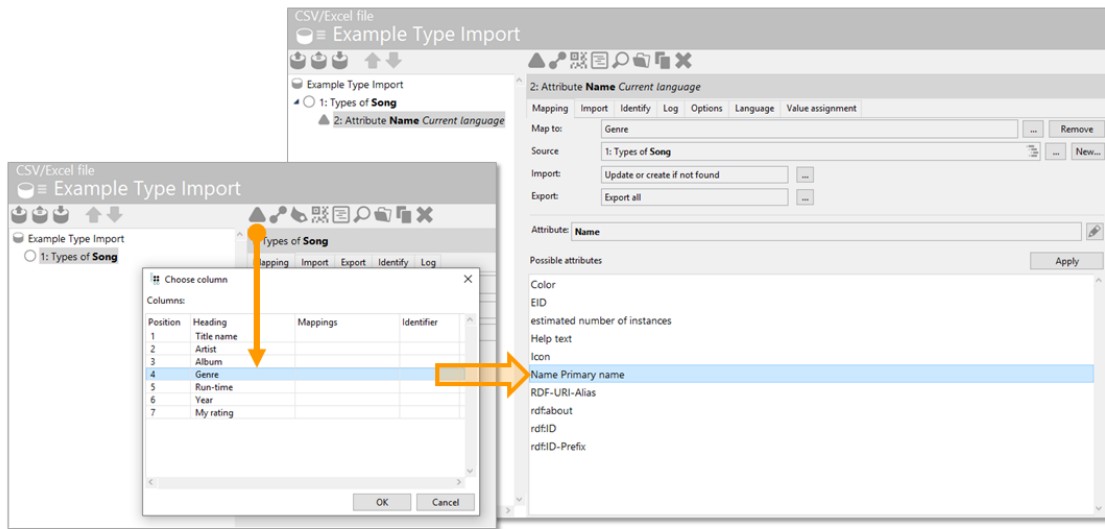 CSV/Excel file
Example Type Import
Example Type Import
1: Types of Song
2: Attribute Name Current language
2: Attribute Name Current language
Mapping Import Identify Log Options Language Value assignment
Map to: Genre ... Remove
Source 1: Types of Song ... New...
Import: Update or create if not found ...
Export: Export all ...
Attribute: Name
Possible attributes Apply
Color
EID
estimated number of instances
Help text
Icon
Name Primary name
RDF-URI-Alias
rdf:about
rdf:ID
rdf:ID-Prefix
CSV/Excel file
Example Type Import
Example Type Import
1: Types of Song
Types of Song
Mapping Import Export Identify Log
Choose column
Columns:
Position Heading Mappings Identifier
1 Title name
2 Artist
3 Album
4 Genre
5 Run-time
6 Year
7 My rating
OK Cancel